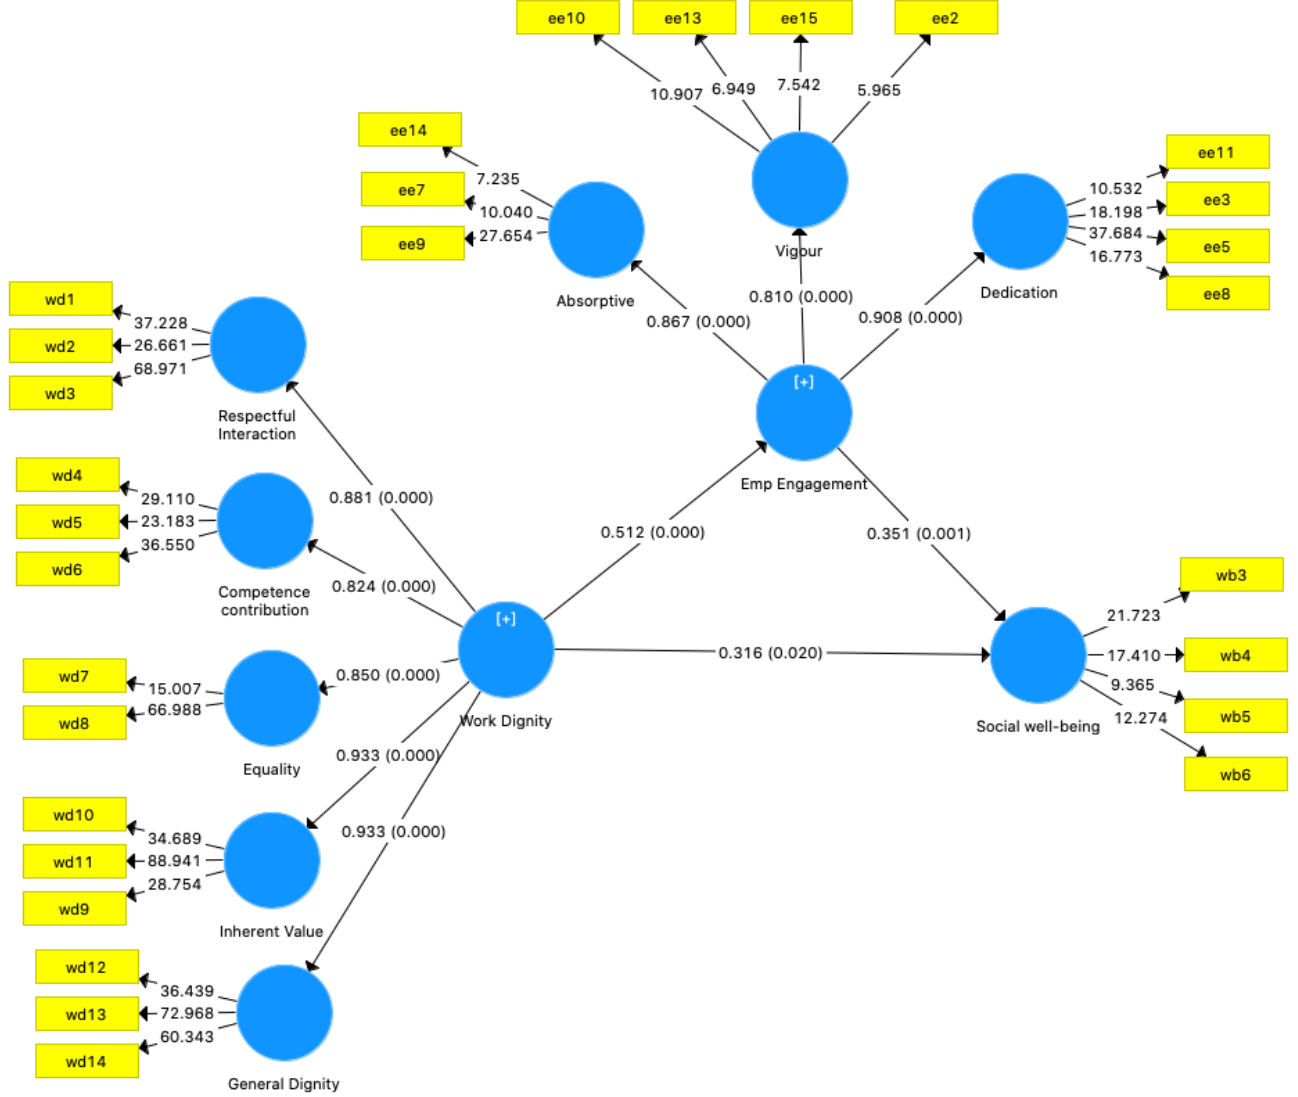 ee10
ee13
ee15
ee2
10.907
6.949
7.542
5.965
Vigour
ee14
ee7
ee9
7.235
10.040
27.654
Absorptive
ee11
ee3
ee5
ee8
10.532
18.198
37.684
16.773
Dedication
0.867 (0.000)
0.810 (0.000)
0.908 (0.000)
[+]
Emp Engagement
wd1
wd2
wd3
37.228
26.661
68.971
Respectful
Interaction
0.881 (0.000)
wd4
wd5
wd6
29.110
23.183
36.550
Competence
contribution
0.824 (0.000)
0.512 (0.000)
0.351 (0.001)
[+]
Work Dignity
0.316 (0.020)
wb3
wb4
wb5
wb6
21.723
17.410
9.365
12.274
Social well-being
wd7
wd8
15.007
66.988
Equality
0.850 (0.000)
0.933 (0.000)
wd10
wd11
wd9
34.689
88.941
28.754
Inherent Value
0.933 (0.000)
wd12
wd13
wd14
36.439
72.968
60.343
General Dignity